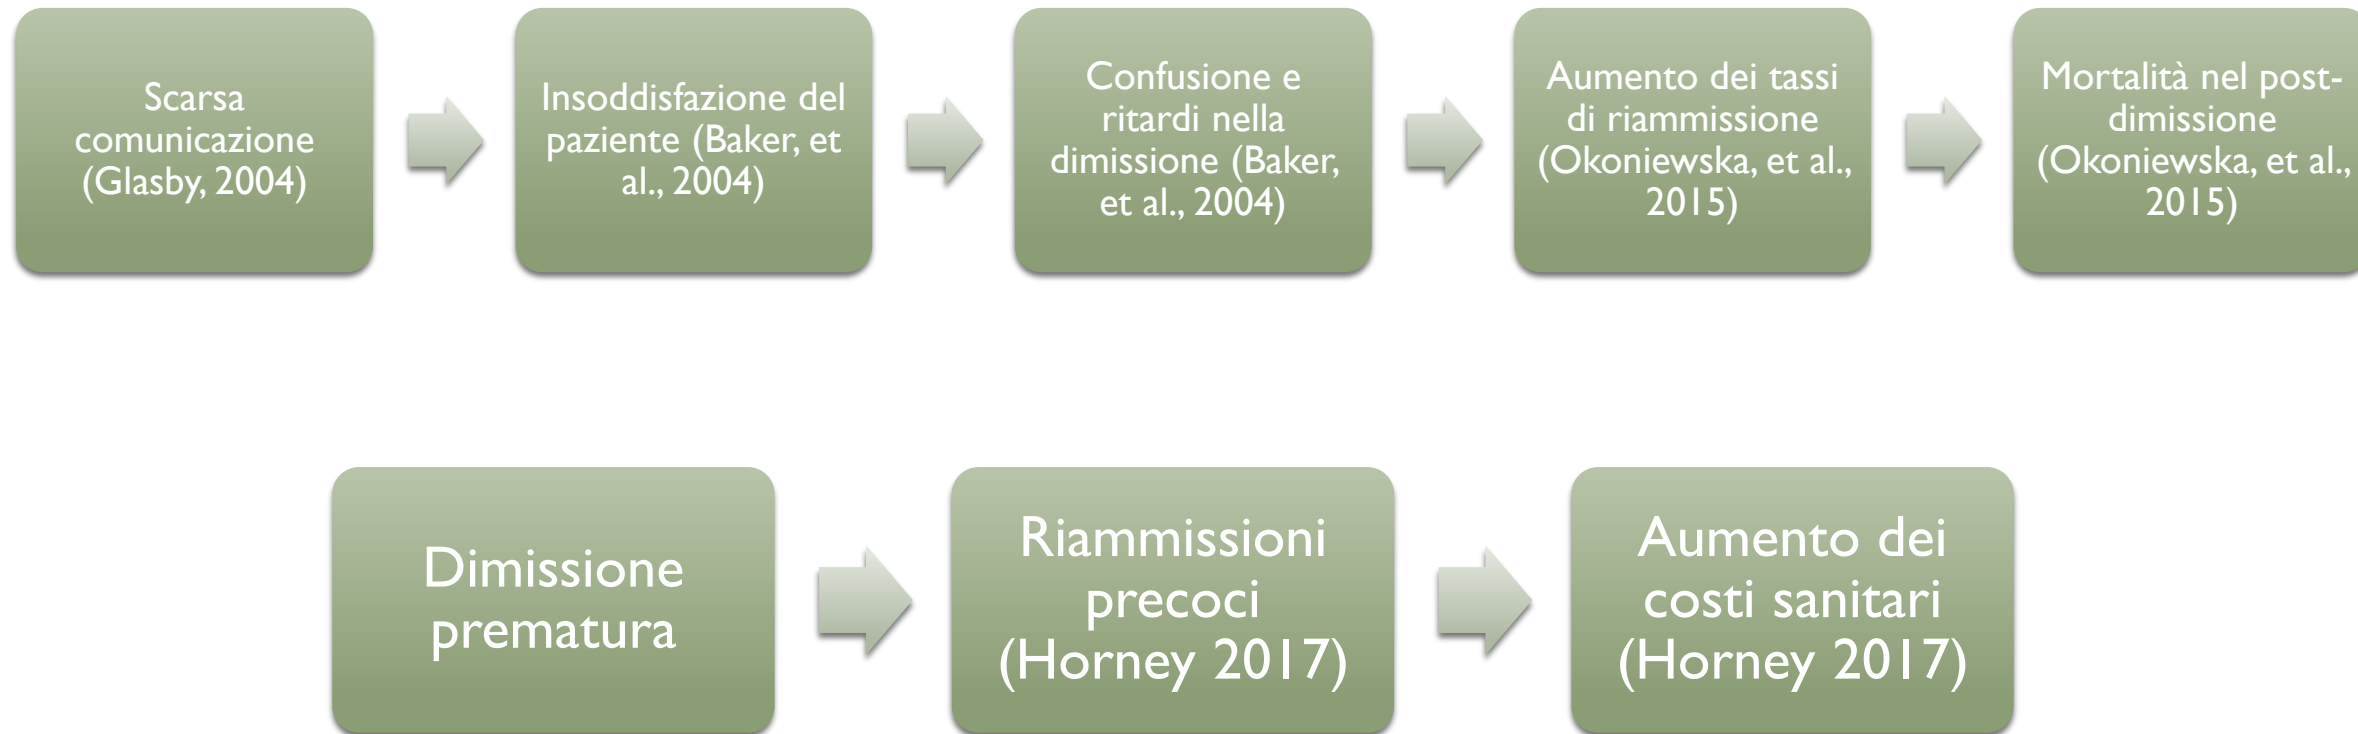 Scarsa
comunicazione
(Glasby, 2004)
Insoddisfazione del
paziente (Baker, et
al., 2004)
Confusione e
ritardi nella
dimissione (Baker,
et al., 2004)
Aumento dei tassi
di riammissione
(Okoniewska, et al.,
2015)
Mortalità nel post-
dimissione
(Okoniewska, et al.,
2015)
Dimissione
prematura
Riammissioni
precoci
(Horney 2017)
Aumento dei
costi sanitari
(Horney 2017)